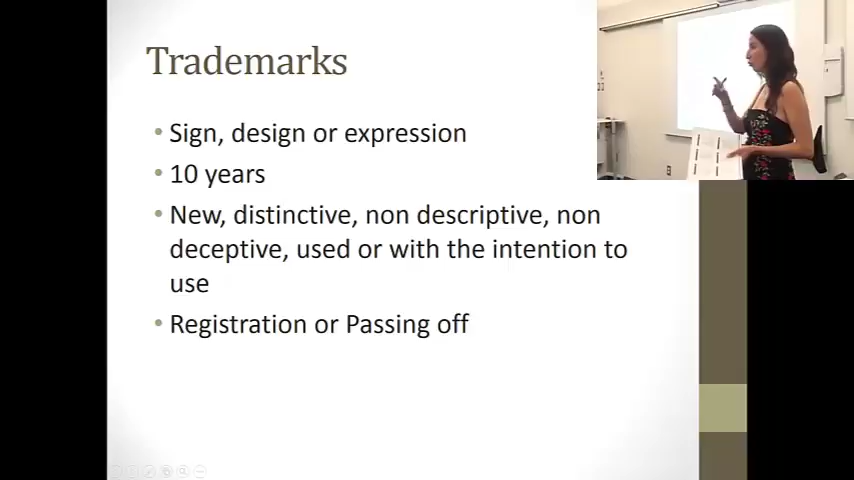 Trademarks
• Sign, design or expression
• 10 years
• New, distinctive, non descriptive, non
deceptive, used or with the intention to
use
• Registration or Passing off